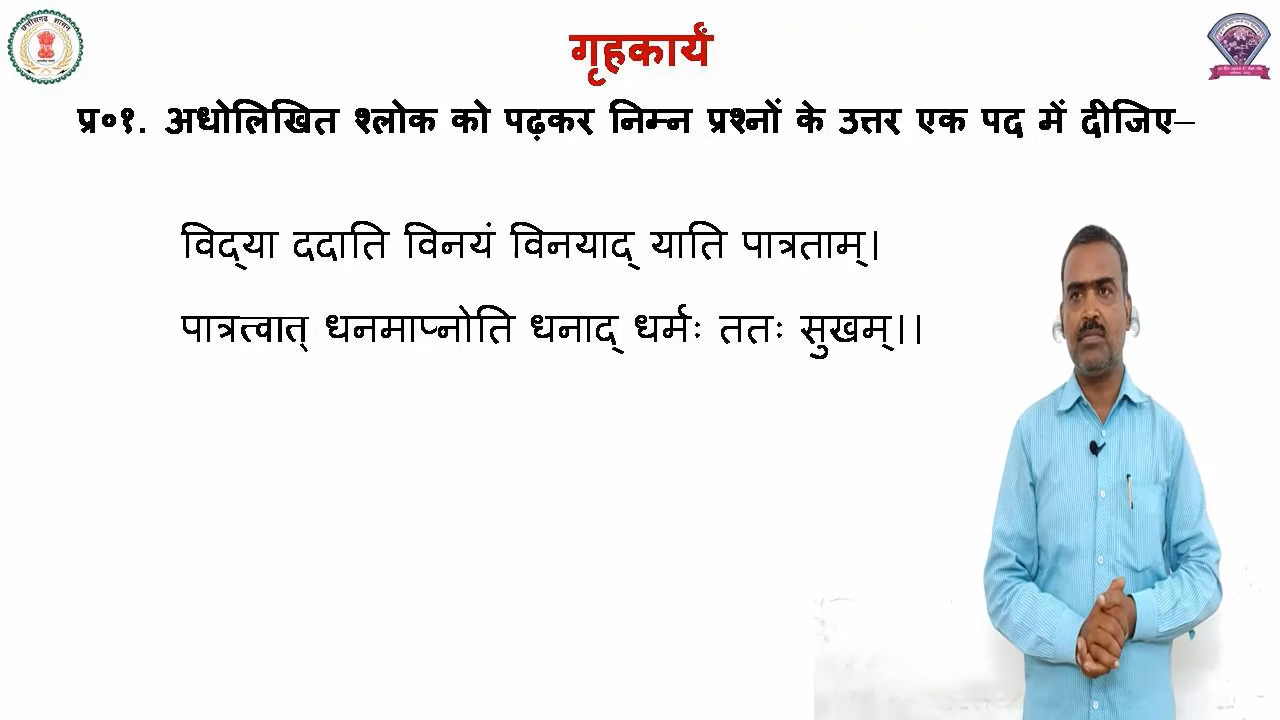 गृहकार्यं
प्र०१. अधोलिखित श्लोक को पढ़कर निम्न प्रश्नों के उत्तर एक पद में दीजिए–
विद्‌या ददाति विनयं विनयाद् याति पात्रताम्।
पात्रत्वात् धनमाप्नोति धनाद् धर्मः ततः सुखम्।।